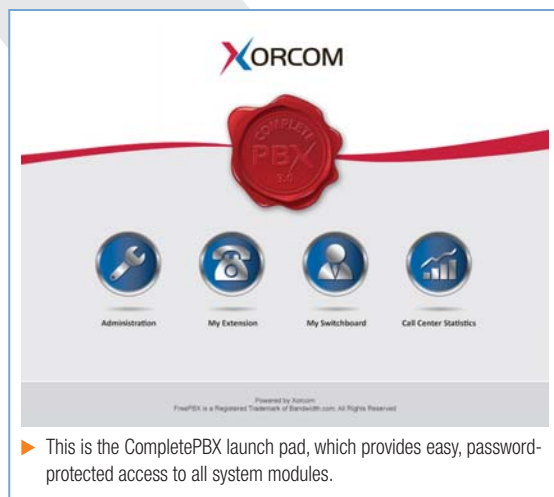 XORCOM
COMPLETE
PBX
3.0
Administration
My Extension
My Switchboard
Call Center Statistics
Powered by Xorcom
FreePBX is a Registered Trademark of Bandwidth.com. All Rights Reserved
This is the CompletePBX launch pad, which provides easy, password-
protected access to all system modules.